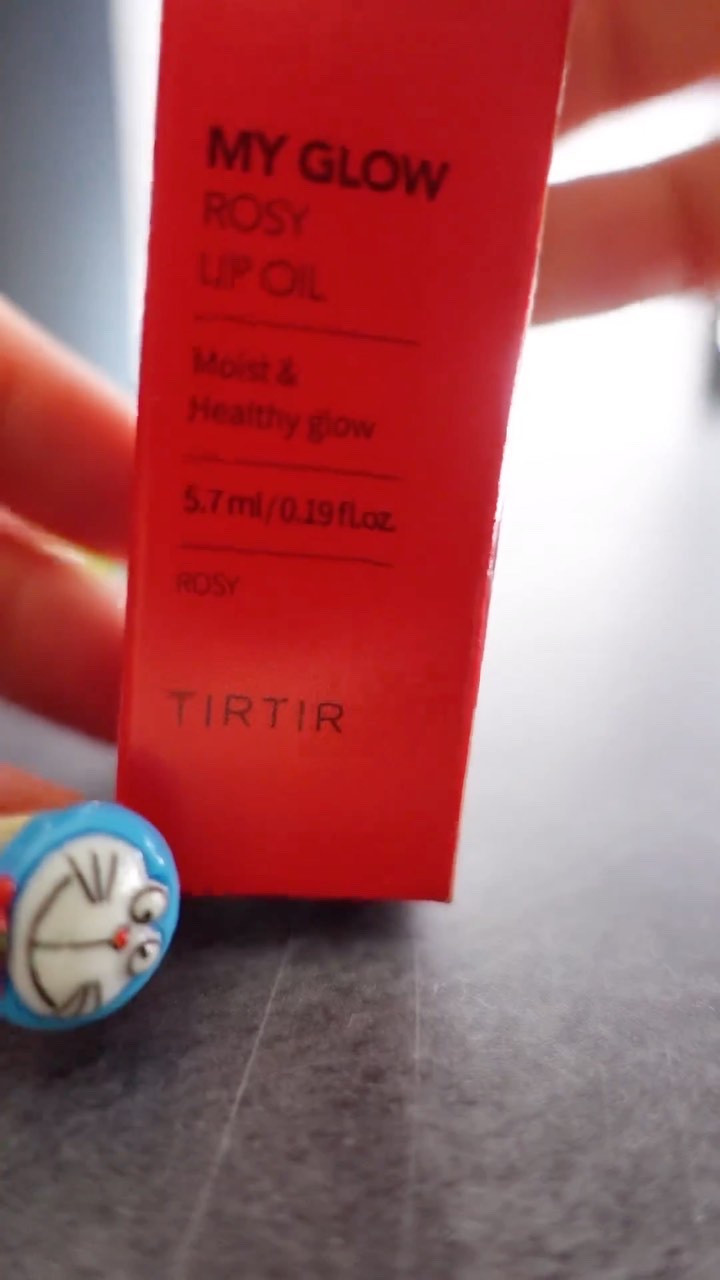 MY GLOW
ROSY
LIP OIL
Moist &
Healthy glow
5.7 ml / 0.19 fl.oz.
ROSY
TIRTIR